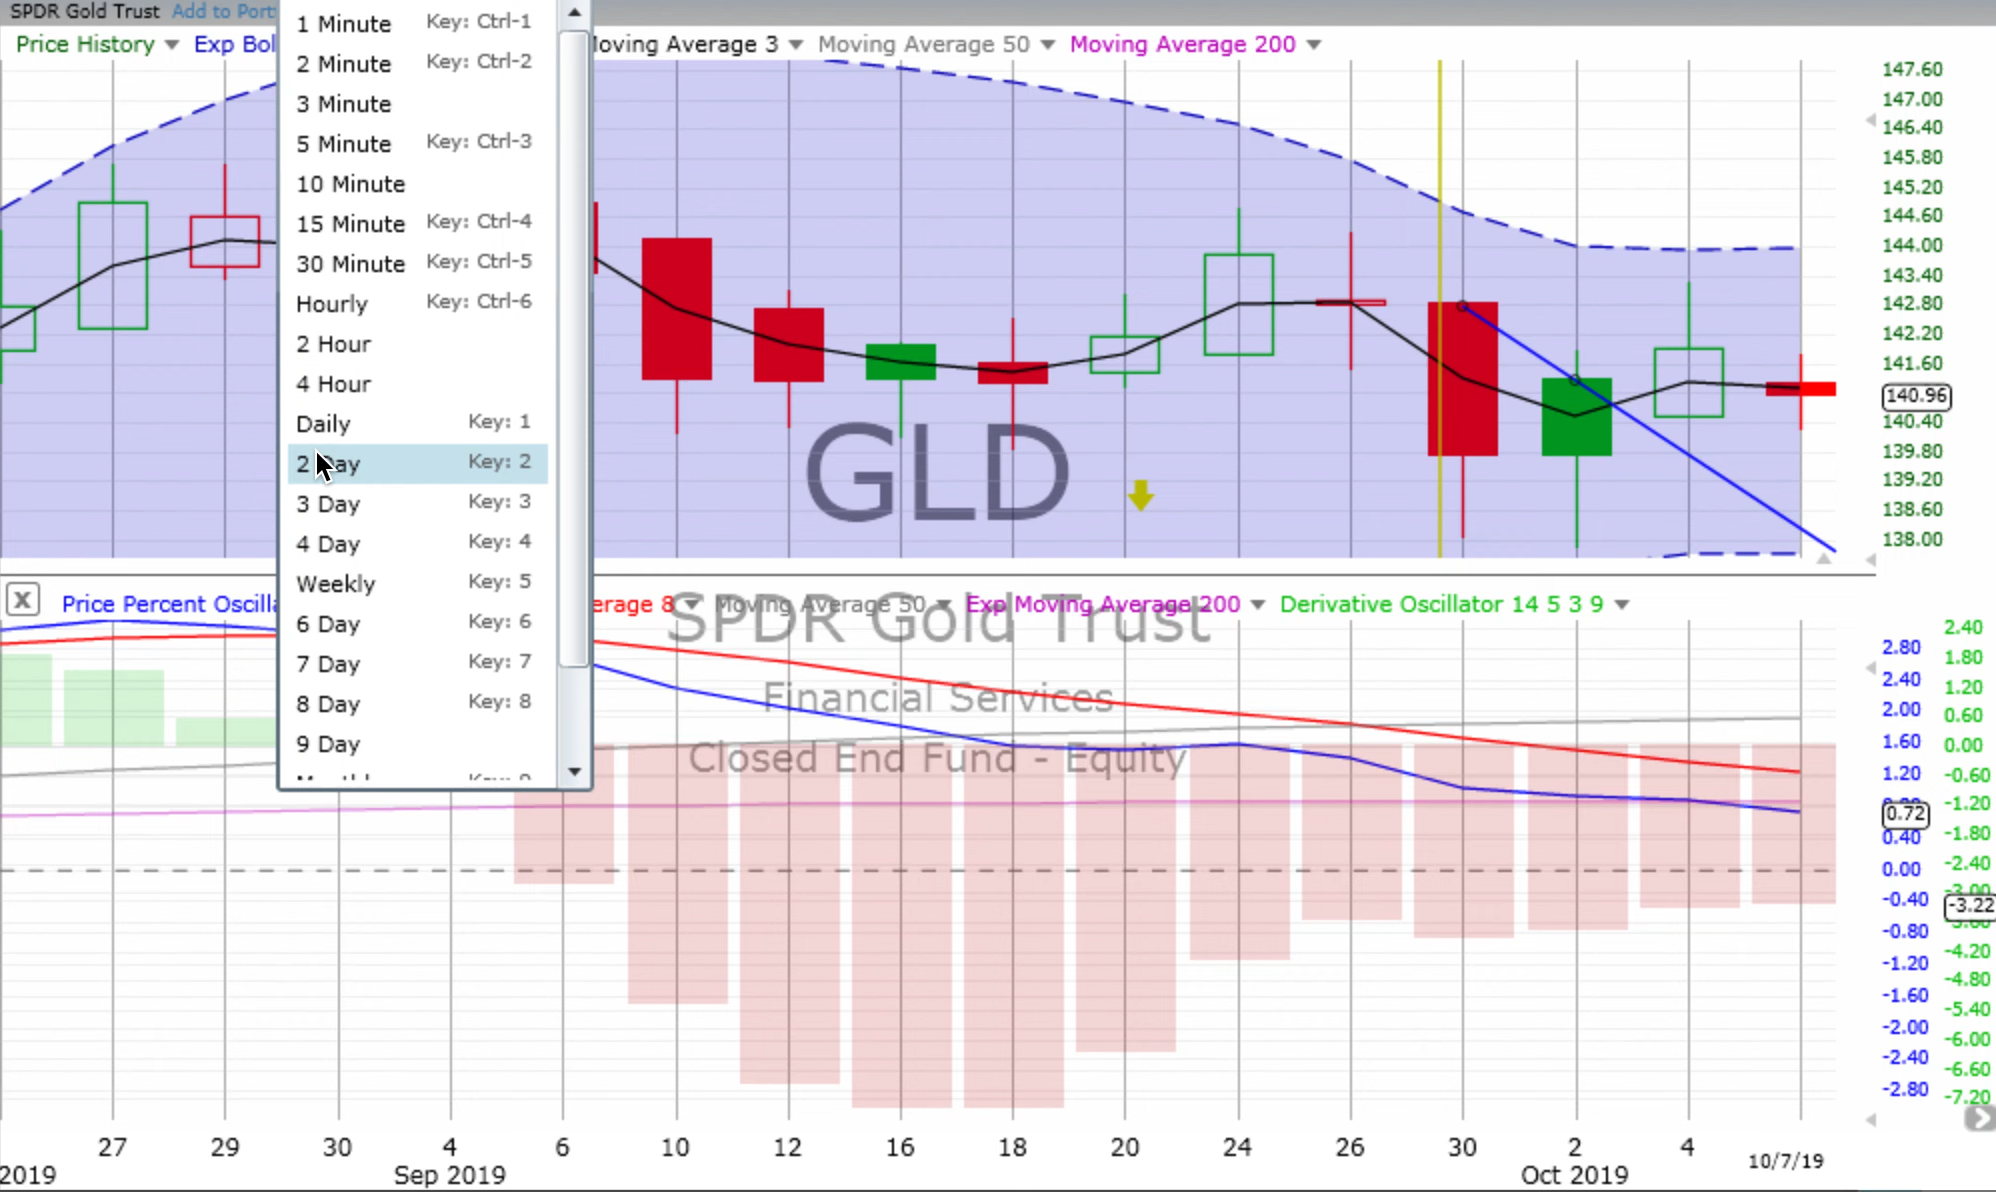 SPDR Gold Trust Add to Port
Price History Exp Bol Moving Average 3 Moving Average 50 Moving Average 200
1 Minute Key: Ctrl-1
2 Minute Key: Ctrl-2
3 Minute
5 Minute Key: Ctrl-3
10 Minute
15 Minute Key: Ctrl-4
30 Minute Key: Ctrl-5
Hourly Key: Ctrl-6
2 Hour
4 Hour
Daily Key: 1
2 Day Key: 2
3 Day Key: 3
4 Day Key: 4
Weekly Key: 5
6 Day Key: 6
7 Day Key: 7
8 Day Key: 8
9 Day
147.60
147.00
146.40
145.80
145.20
144.60
144.00
143.40
142.80
142.20
141.60
140.96
140.40
139.80
139.20
138.60
138.00
GLD
X Price Percent Oscilla erage 8 Moving Average 50 Exp Moving Average 200 Derivative Oscillator 14 5 3 9
SPDR Gold Trust
Financial Services
Closed End Fund - Equity
2.80
2.40
2.00
1.60
1.20
0.72
0.40
0.00
-0.40
-0.80
-1.20
-1.60
-2.00
-2.40
-2.80
2.40
1.80
1.20
0.60
0.00
-0.60
-1.20
-1.80
-2.40
-3.00
-3.22
-3.60
-4.20
-4.80
-5.40
-6.00
-6.60
-7.20
27 29 30 4 6 10 12 16 18 20 24 26 30 2 4 10/7/19
2019 Sep 2019 Oct 2019